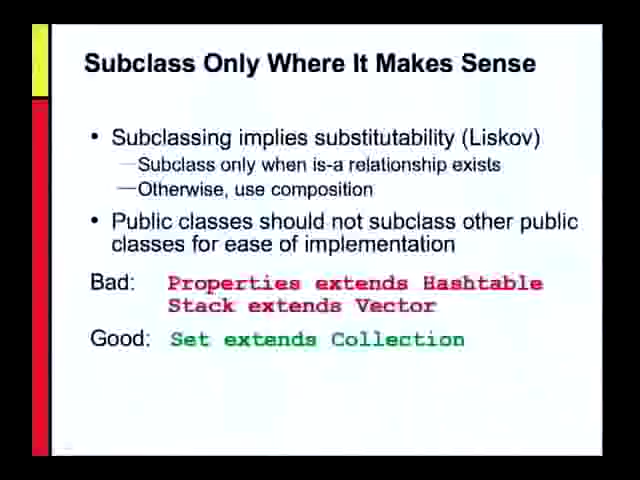 Subclass Only Where It Makes Sense
• Subclassing implies substitutability (Liskov)
—Subclass only when is-a relationship exists
—Otherwise, use composition
• Public classes should not subclass other public
classes for ease of implementation
Bad: Properties extends Hashtable
Stack extends Vector
Good: Set extends Collection